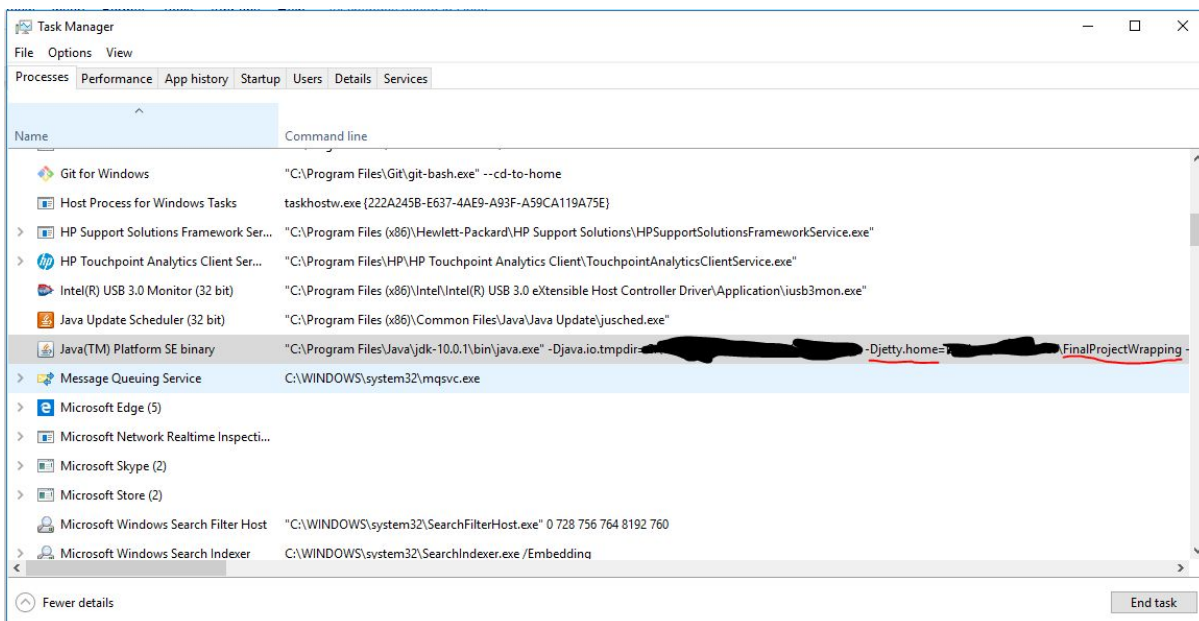 Task Manager
File Options View
Processes Performance App history Startup Users Details Services
Name Command line
Git for Windows "C:\Program Files\Git\git-bash.exe" --cd-to-home
Host Process for Windows Tasks taskhostw.exe {222A245B-E637-4AE9-A93F-A59CA119A75E}
HP Support Solutions Framework Ser... "C:\Program Files (x86)\Hewlett-Packard\HP Support Solutions\HPSupportSolutionsFrameworkService.exe"
HP Touchpoint Analytics Client Ser... "C:\Program Files\HP\HP Touchpoint Analytics Client\TouchpointAnalyticsClientService.exe"
Intel(R) USB 3.0 Monitor (32 bit) "C:\Program Files (x86)\Intel\Intel(R) USB 3.0 eXtensible Host Controller Driver\Application\iusb3mon.exe"
Java Update Scheduler (32 bit) "C:\Program Files (x86)\Common Files\Java\Java Update\jusched.exe"
Java(TM) Platform SE binary "C:\Program Files\Java\jdk-10.0.1\bin\java.exe" -Djava.io.tmpdir= -Djetty.home= \FinalProjectWrapping -
Message Queuing Service C:\WINDOWS\system32\mqsvc.exe
Microsoft Edge (5)
Microsoft Network Realtime Inspecti...
Microsoft Skype (2)
Microsoft Store (2)
Microsoft Windows Search Filter Host "C:\WINDOWS\system32\SearchFilterHost.exe" 0 728 756 764 8192 760
Microsoft Windows Search Indexer C:\WINDOWS\system32\SearchIndexer.exe /Embedding
Fewer details End task